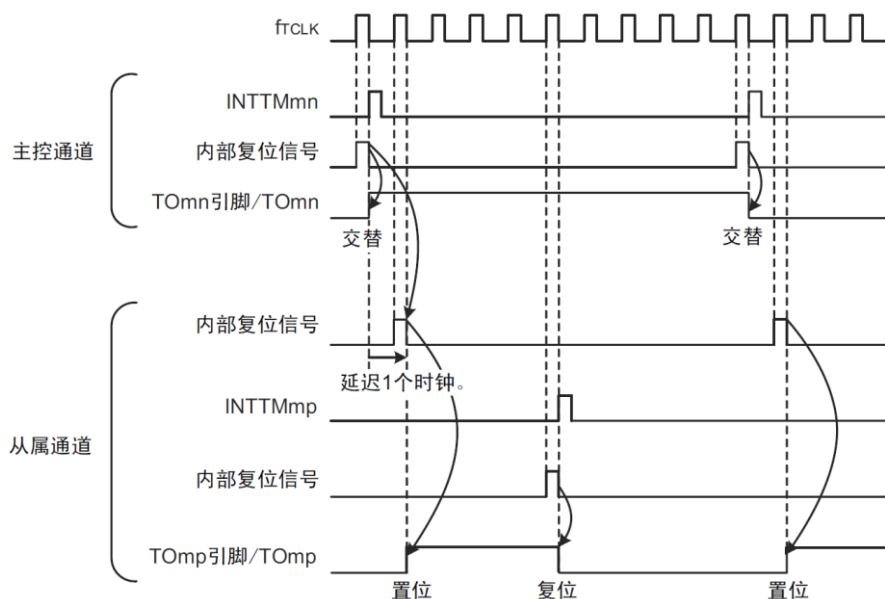 fTCLK
主控通道
INTTMmn
内部复位信号
TOmn引脚/TOmn
交替
交替
从属通道
内部复位信号
延迟1个时钟。
INTTMmp
内部复位信号
TOmp引脚/TOmp
置位
复位
置位